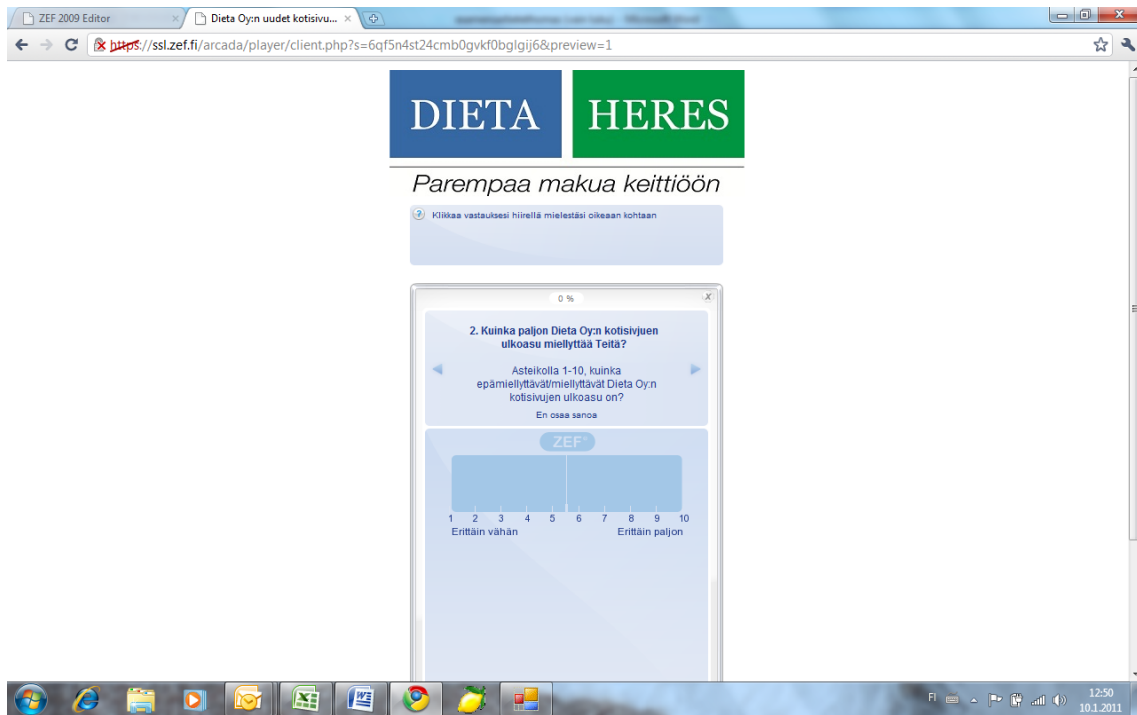 ZEF 2009 Editor
Dieta Oy:n uudet kotisivu...
https://ssl.zef.fi/arcada/player/client.php?s=6qf5n4st24cmb0gvkf0bglgij6&preview=1
DIETA HERES
Parempaa makua keittiöön
Klikkaa vastauksesi hiirellä mielestäsi oikeaan kohtaan
0 %
X
2. Kuinka paljon Dieta Oy:n kotisivjuen
ulkoasu miellyttää Teitä?
Asteikolla 1-10, kuinka
epämiellyttävät/miellyttävät Dieta Oy:n
kotisivujen ulkoasu on?
En osaa sanoa
ZEF
1 2 3 4 5 6 7 8 9 10
Erittäin vähän Erittäin paljon
FI
12:50
10.1.2011